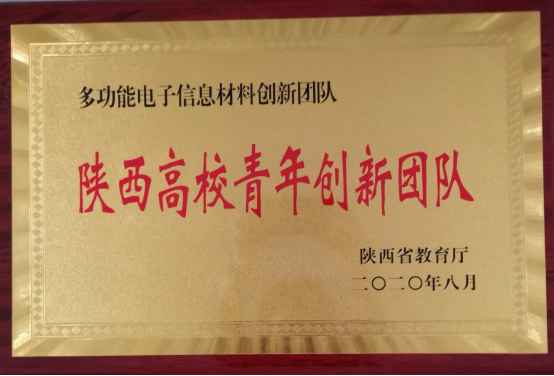 多功能电子信息材料创新团队
陕西高校青年创新团队
陕西省教育厅
二〇二〇年八月